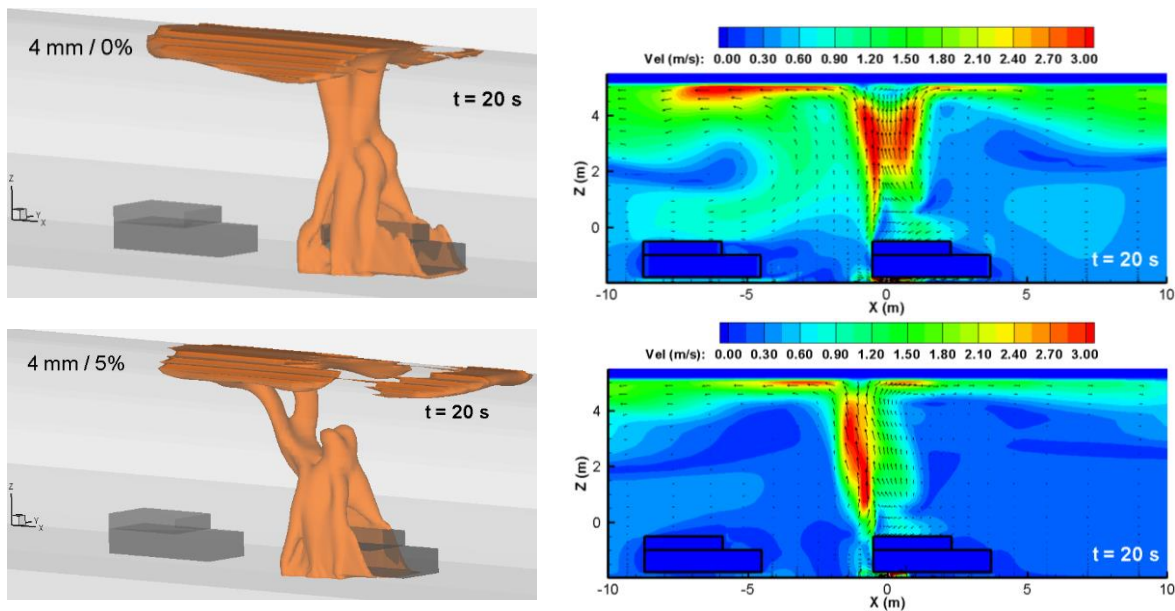 4 mm / 0%
t = 20 s
Z
Y
X
Vel (m/s): 0.00 0.30 0.60 0.90 1.20 1.50 1.80 2.10 2.40 2.70 3.00
Z (m)
4
2
0
t = 20 s
-10 -5 0 5 10
X (m)
4 mm / 5%
t = 20 s
Z
Y
X
Vel (m/s): 0.00 0.30 0.60 0.90 1.20 1.50 1.80 2.10 2.40 2.70 3.00
Z (m)
4
2
0
t = 20 s
-10 -5 0 5 10
X (m)